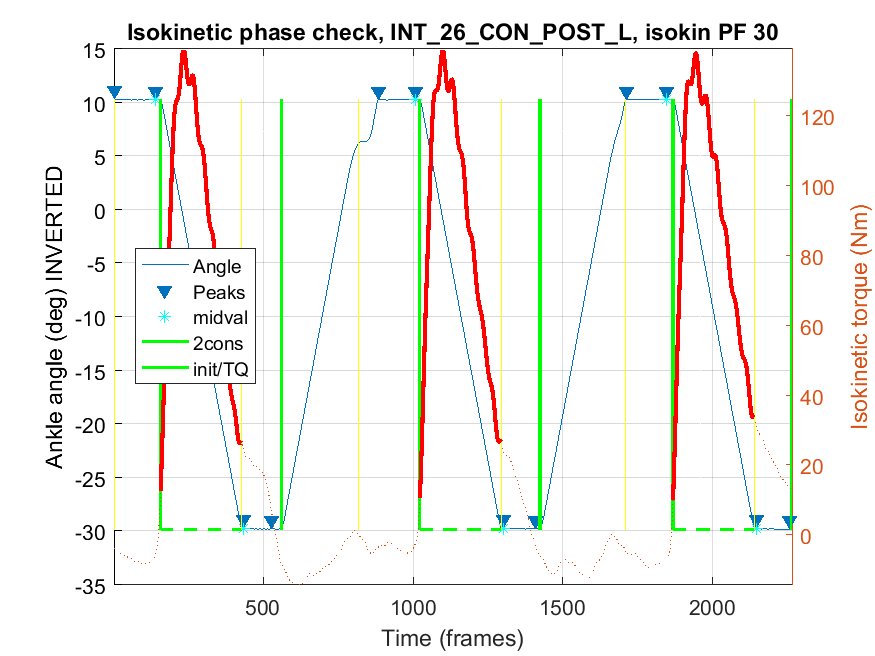 Isokinetic phase check, INT_26_CON_POST_L, isokin PF 30
15
10
5
0
-5
-10
-15
-20
-25
-30
-35
Ankle angle (deg) INVERTED
Angle
Peaks
midval
2cons
init/TQ
120
100
80
60
40
20
0
Isokinetic torque (Nm)
500
1000
1500
2000
Time (frames)